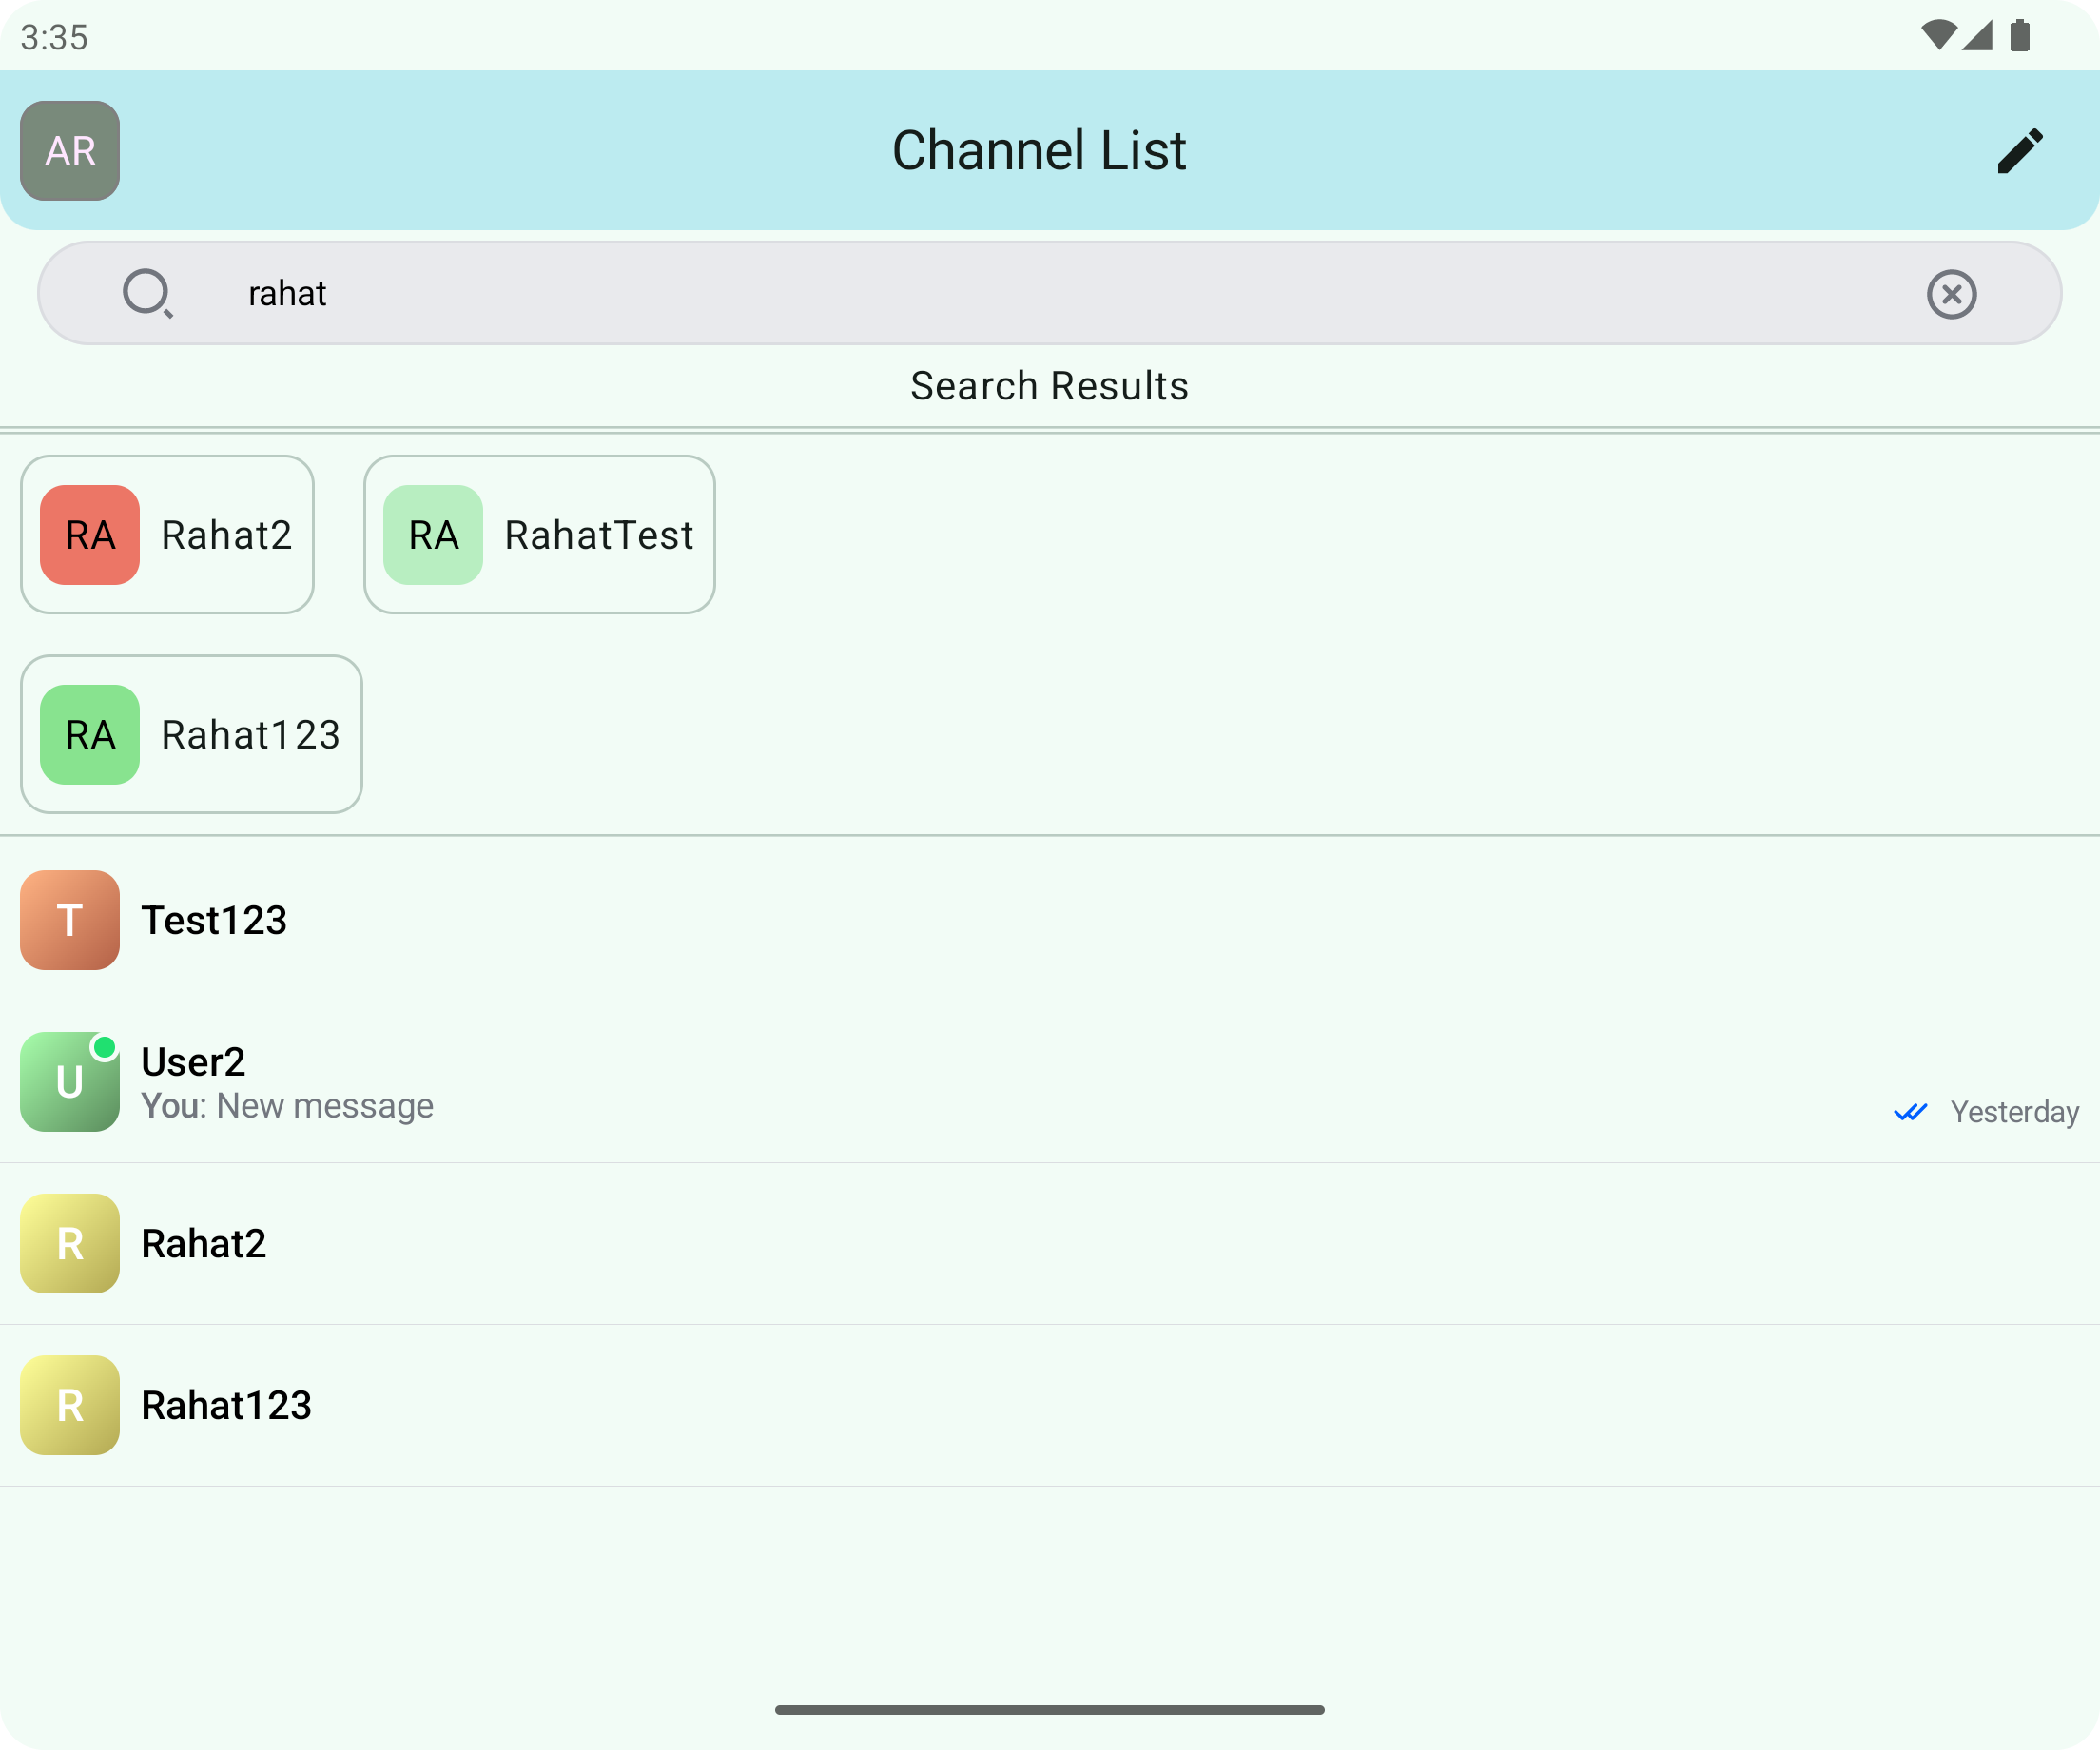 3:35
AR
Channel List
rahat
Search Results
RA Rahat2
RA RahatTest
RA Rahat123
T
Test123
U
User2
You: New message
Yesterday
R
Rahat2
R
Rahat123